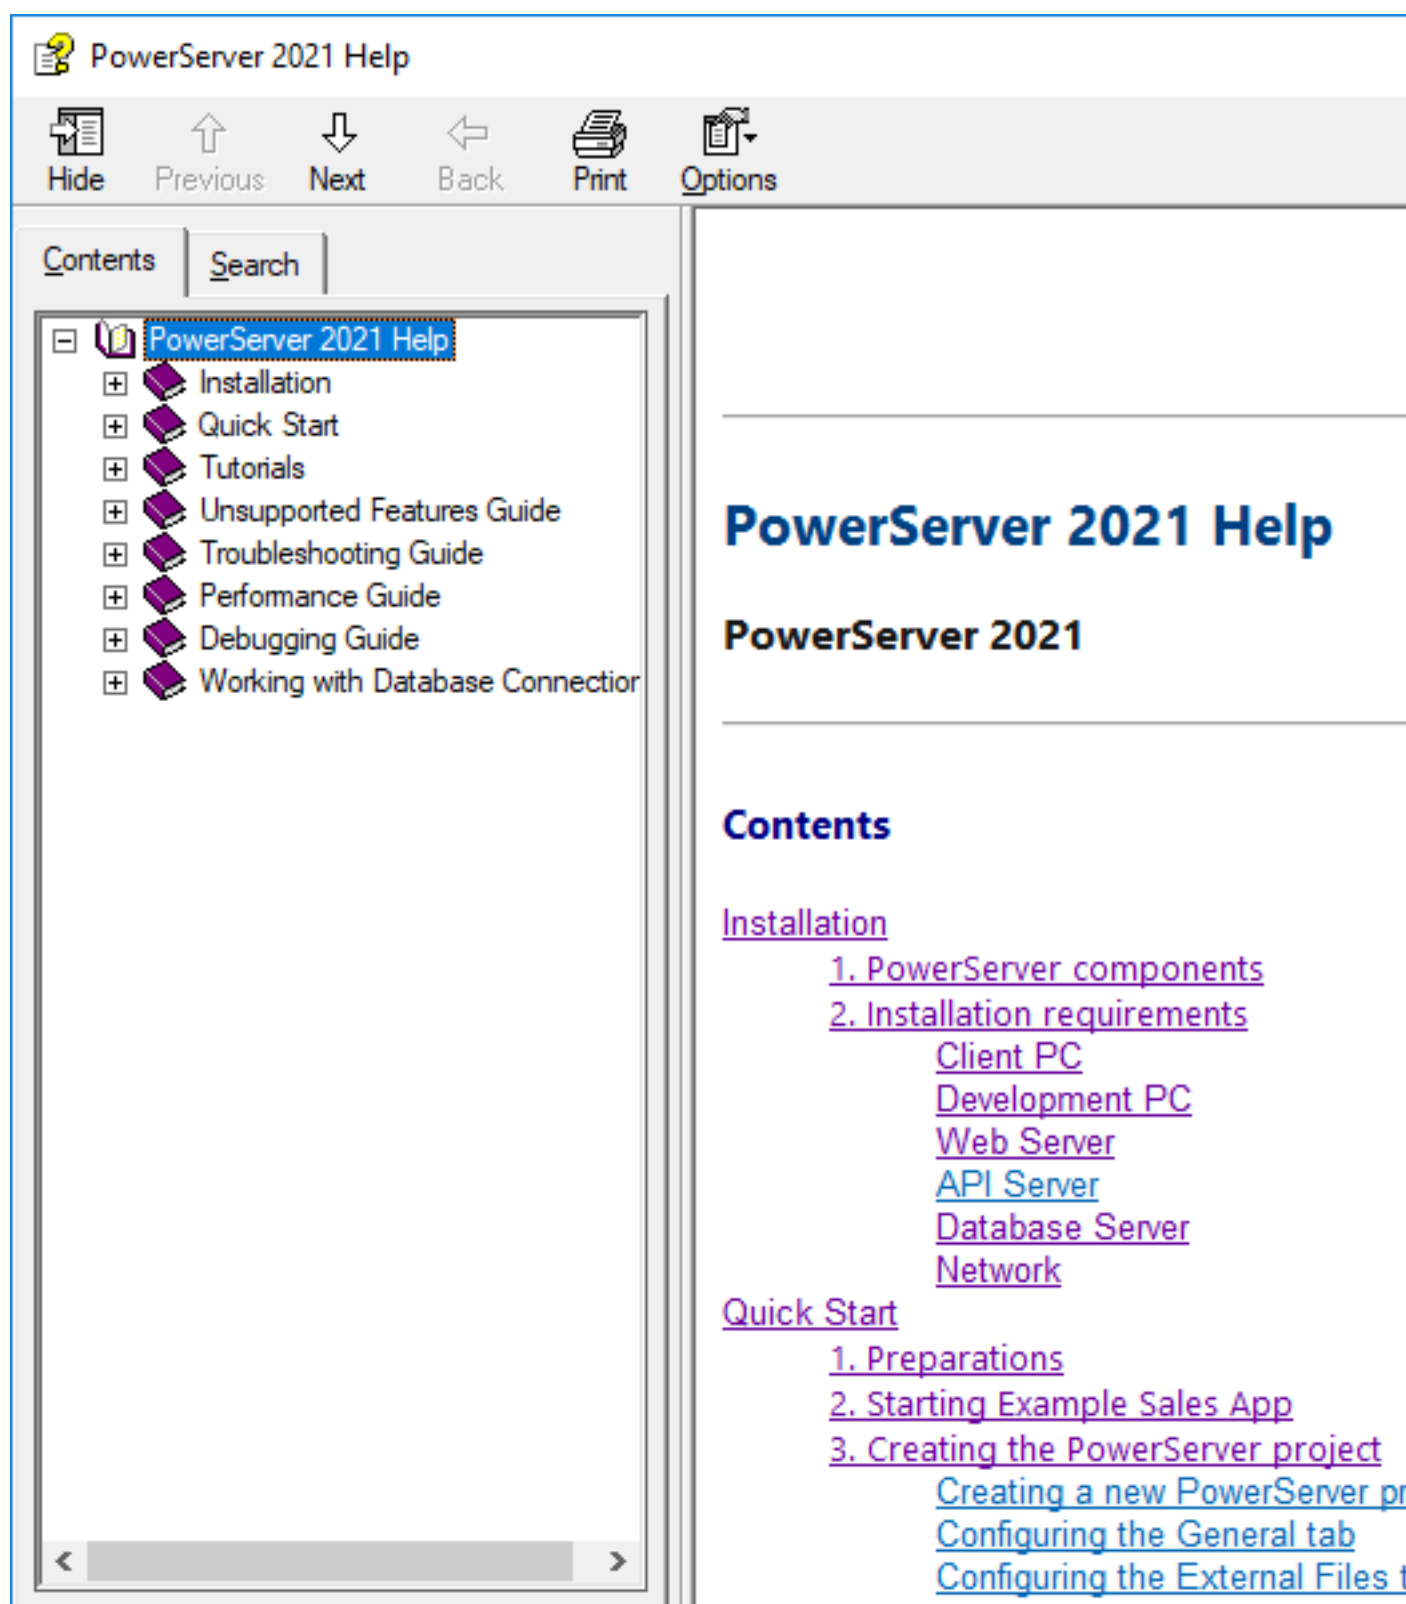 PowerServer 2021 Help
Hide Previous Next Back Print Options
Contents Search
PowerServer 2021 Help
Installation
Quick Start
Tutorials
Unsupported Features Guide
Troubleshooting Guide
Performance Guide
Debugging Guide
Working with Database Connection
PowerServer 2021 Help
PowerServer 2021
Contents
Installation
1. PowerServer components
2. Installation requirements
Client PC
Development PC
Web Server
API Server
Database Server
Network
Quick Start
1. Preparations
2. Starting Example Sales App
3. Creating the PowerServer project
Creating a new PowerServer
Configuring the General tab
Configuring the External Files